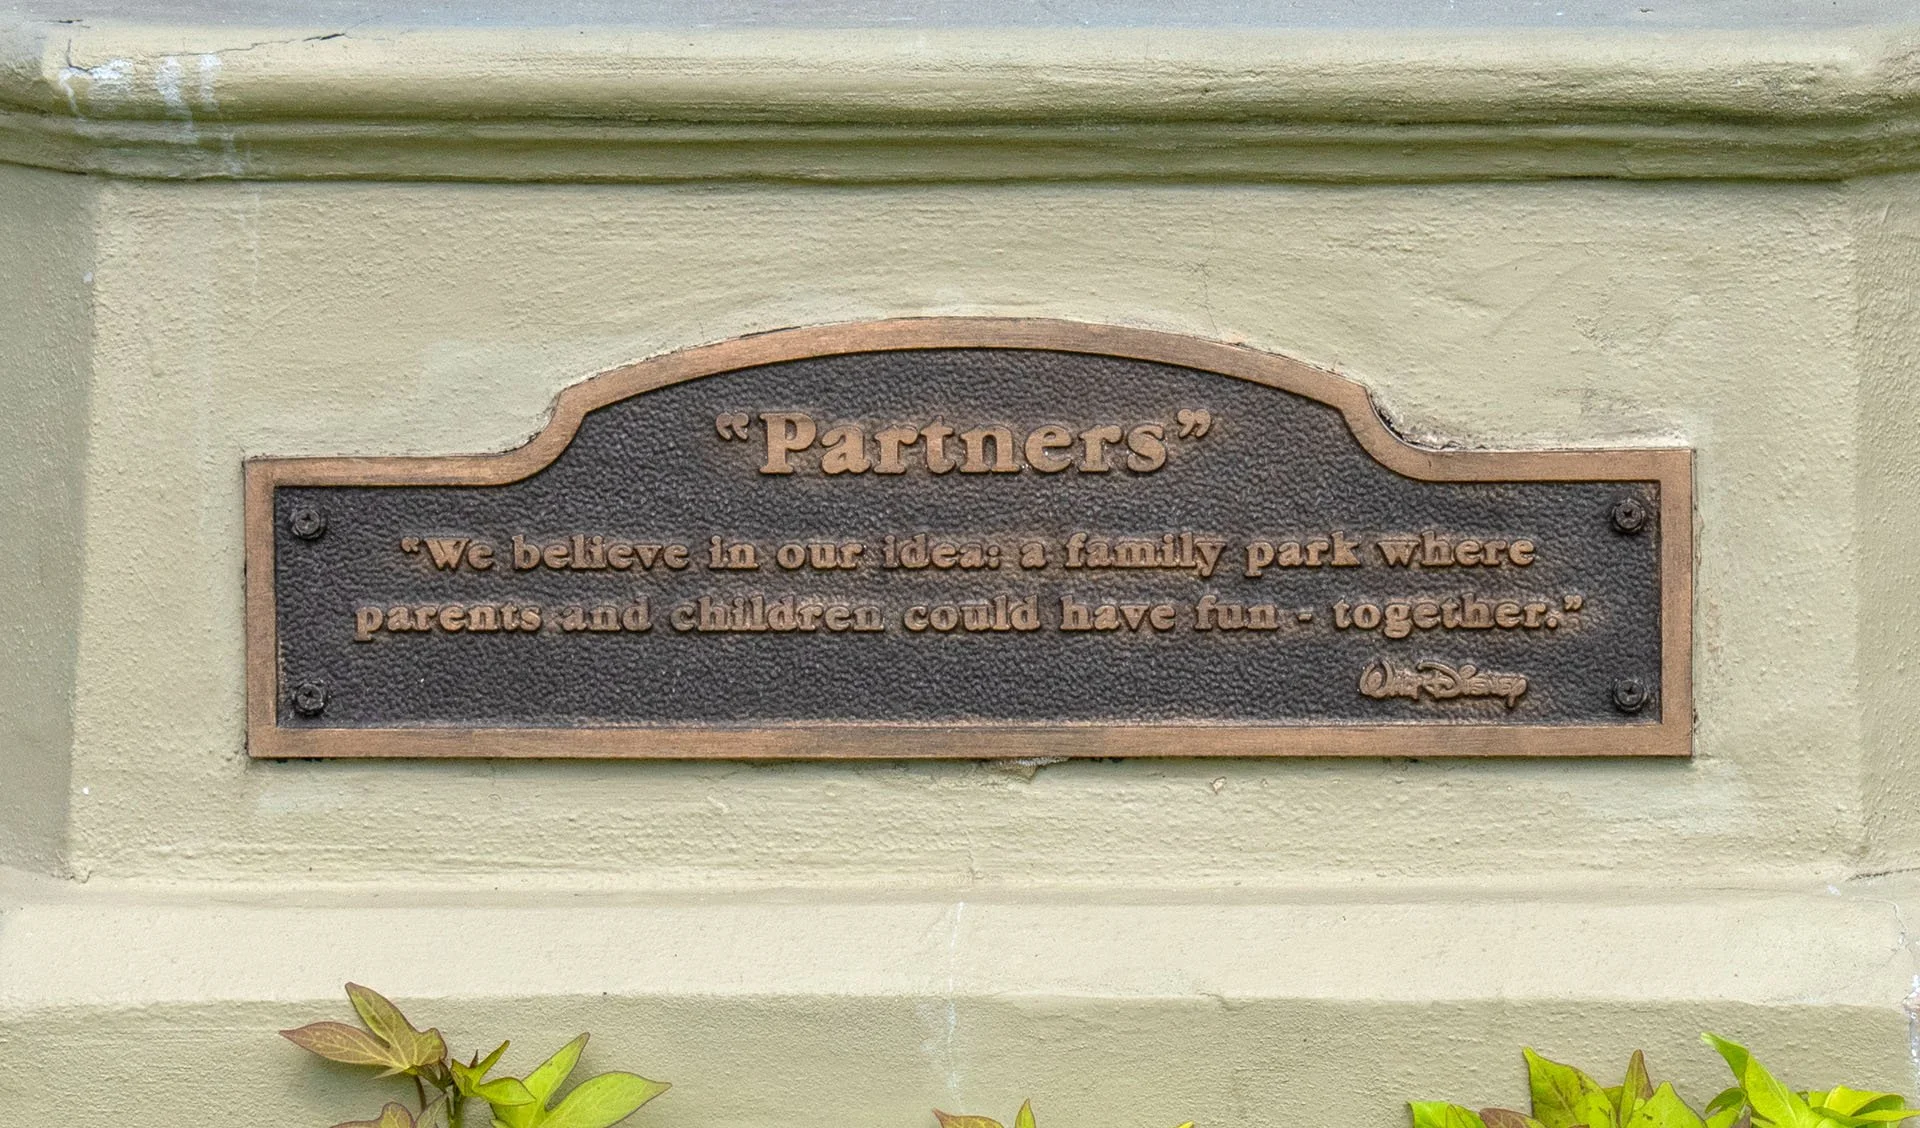 “Partners”
“We believe in our idea: a family park where
parents and children could have fun - together.”
Walt Disney